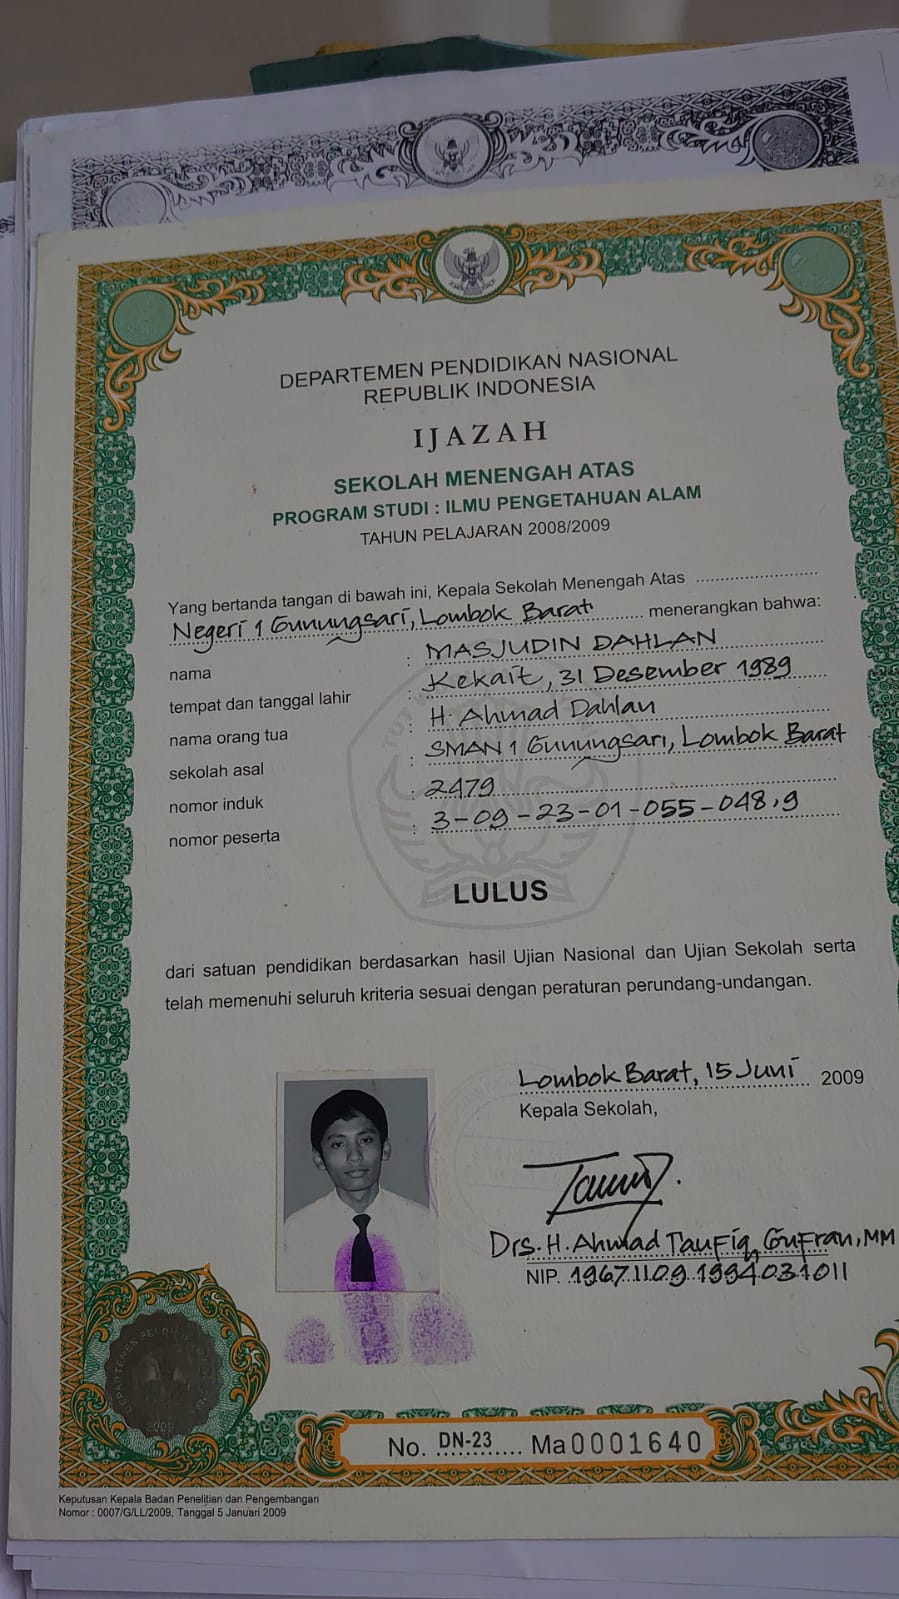 DEPARTEMEN PENDIDIKAN NASIONAL
REPUBLIK INDONESIA
IJAZAH
SEKOLAH MENENGAH ATAS
PROGRAM STUDI : ILMU PENGETAHUAN ALAM
TAHUN PELAJARAN 2008/2009
Yang bertanda tangan di bawah ini, Kepala Sekolah Menengah Atas ....................
Negeri 1 Gunungsari, Lombok Barat ........ menerangkan bahwa:
nama : MASJUDIN DAHLAN
tempat dan tanggal lahir : Kekait, 31 Desember 1989
nama orang tua : H. Ahmad Dahlan
sekolah asal : SMAN 1 Gunungsari, Lombok Barat
nomor induk : 2479
nomor peserta : 3-09-23-01-055-048,9
LULUS
dari satuan pendidikan berdasarkan hasil Ujian Nasional dan Ujian Sekolah serta
telah memenuhi seluruh kriteria sesuai dengan peraturan perundang-undangan.
Lombok Barat, 15 Juni 2009
Kepala Sekolah,
Drs. H. Ahmad Taufiq Gufran, MM
NIP. 19671109 199403 1011
No. DN-23 Ma 0001640
Keputusan Kepala Badan Penelitian dan Pengembangan
Nomor : 0007/G/LL/2009, Tanggal 5 Januari 2009